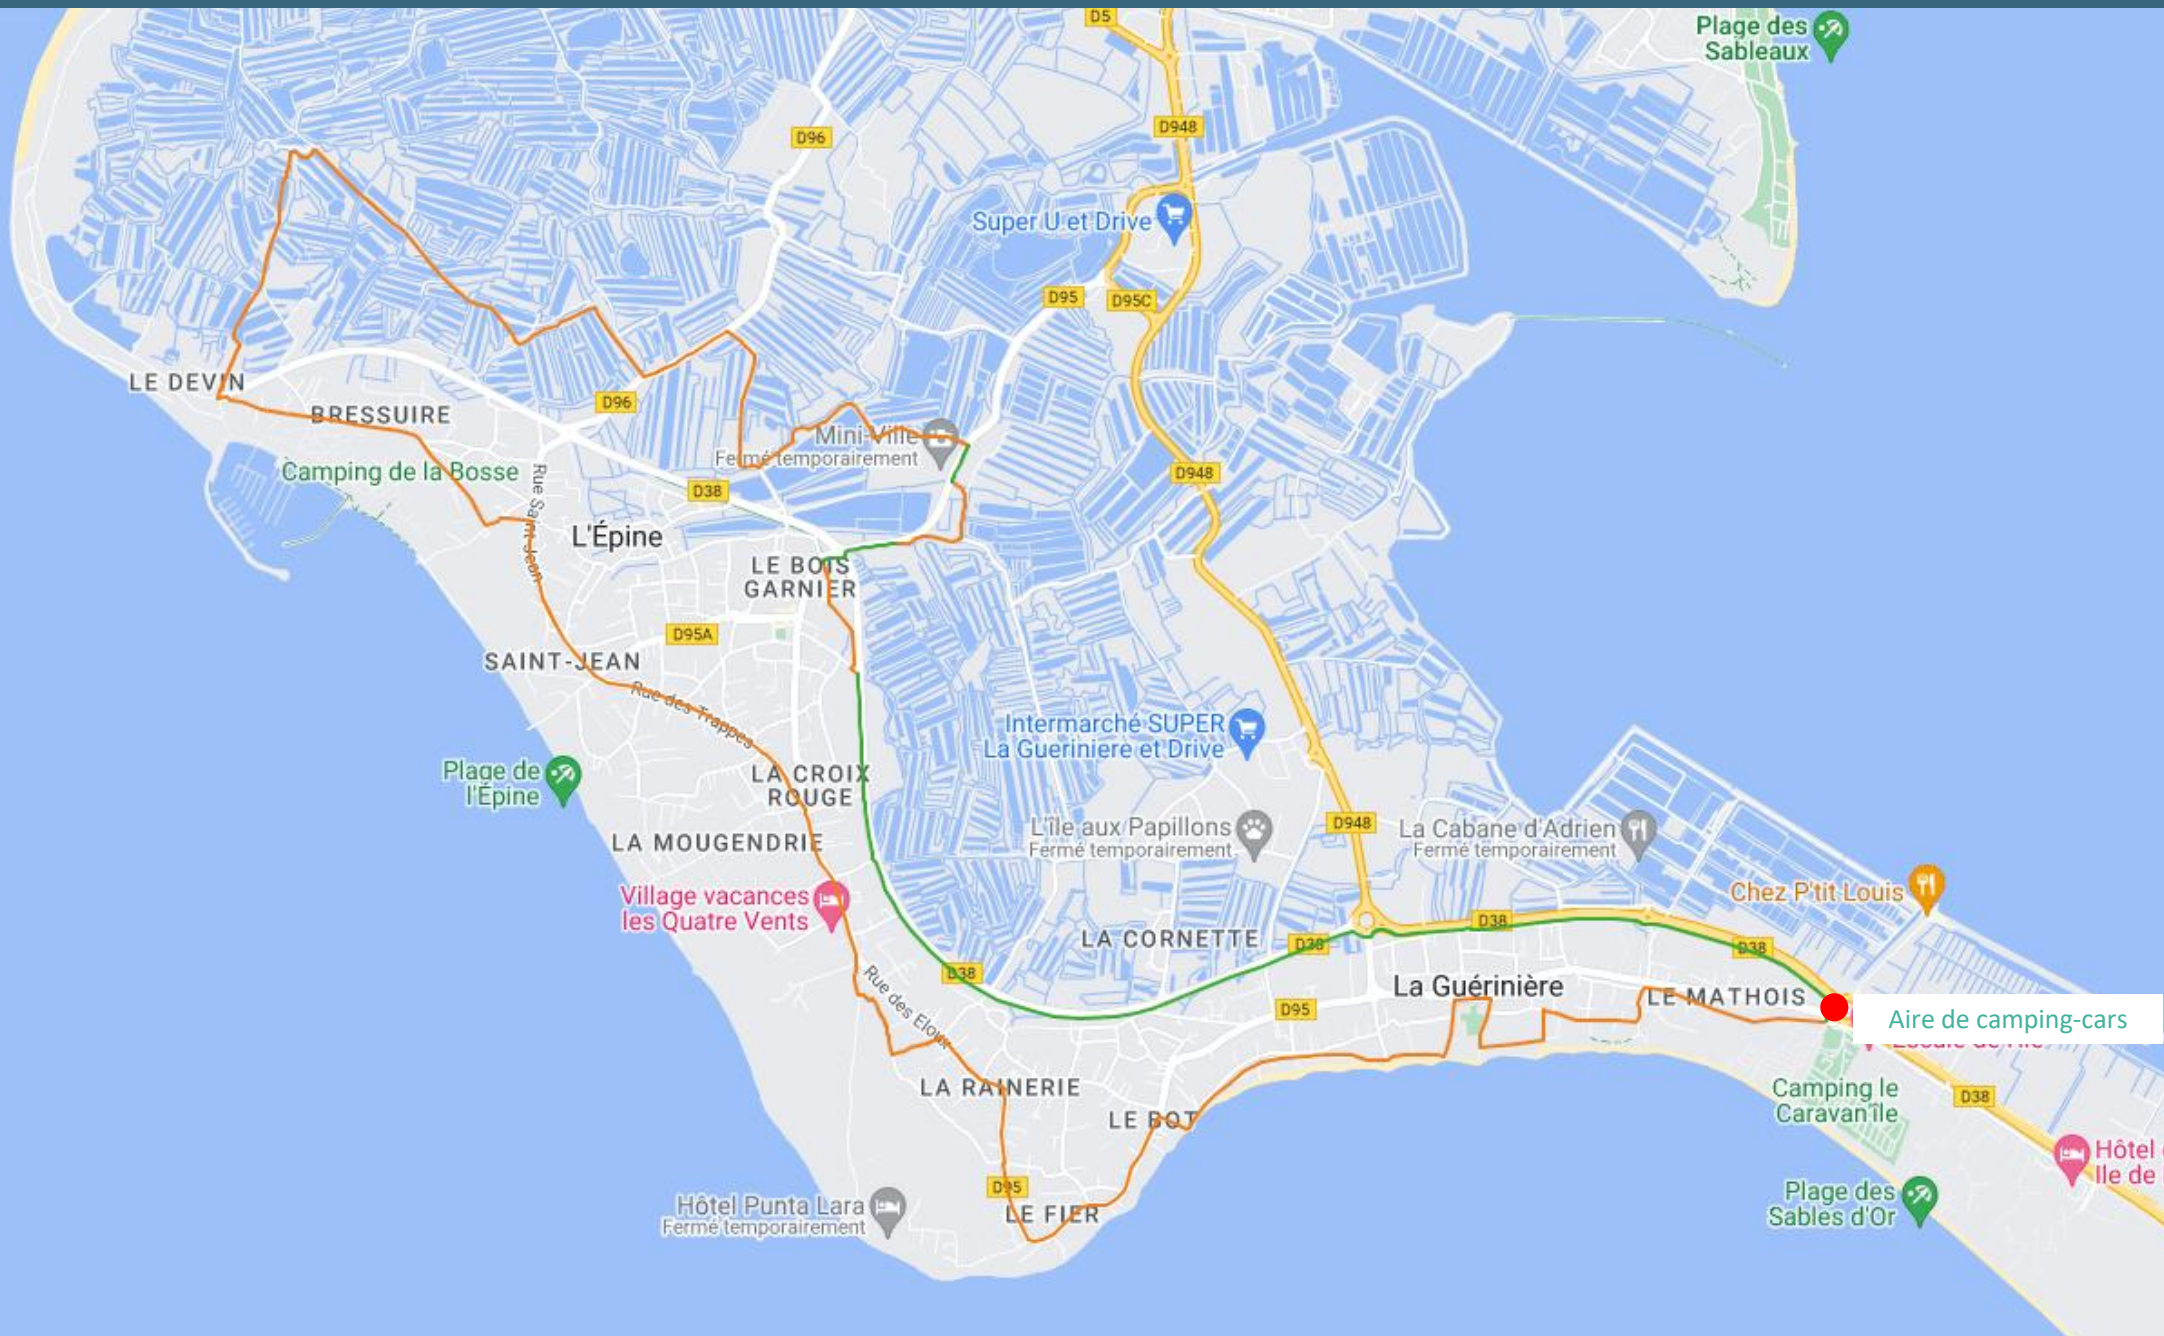 D5
Plage des
Sableaux
D948
D96
Super U et Drive
D95
D95C
LE DEVIN
BRESSUIRE
D96
Mini-Ville
Fermé temporairement
Camping de la Bosse
D948
D38
Rue Saint-Jean
L'Épine
LE BOIS
GARNIER
D95A
SAINT-JEAN
Rue des Trappes
Intermarché SUPER
La Gueriniere et Drive
Plage de
l'Épine
LA CROIX
ROUGE
L'île aux Papillons
Fermé temporairement
D948
La Cabane d'Adrien
Fermé temporairement
LA MOUGENDRIE
Village vacances
les Quatre Vents
Chez P'tit Louis
LA CORNETTE
D38
D38
D38
D38
Rue des Eloux
La Guérinière
LE MATHOIS
D95
Aire de camping-cars
LA RAINERIE
LE BOT
Camping le
Caravan'île
D38
Hôtel
Ile de
D95
Plage des
Sables d'Or
Hôtel Punta Lara
Fermé temporairement
LE FIER